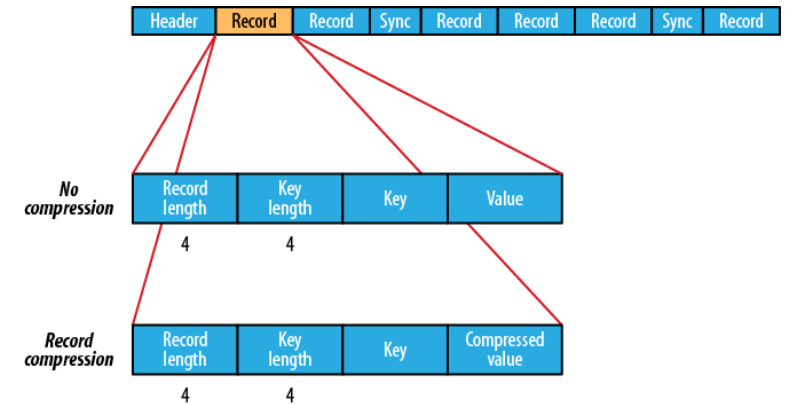 Header Record Record Sync Record Record Record Sync Record
No
compression
Record
length
Key
length
Key
Value
4 4
Record
compression
Record
length
Key
length
Key
Compressed
value
4 4